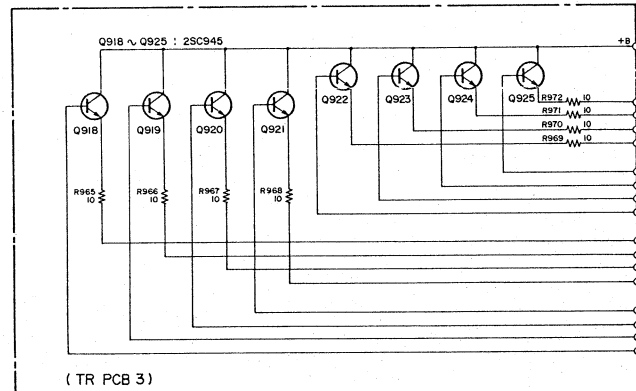 Q918 ~ Q925 : 2SC945
+B
Q918
Q919
Q920
Q921
Q922
Q923
Q924
Q925
R972 10
R971 10
R970 10
R969 10
R965
10
R966
10
R967
10
R968
10
( TR PCB 3 )